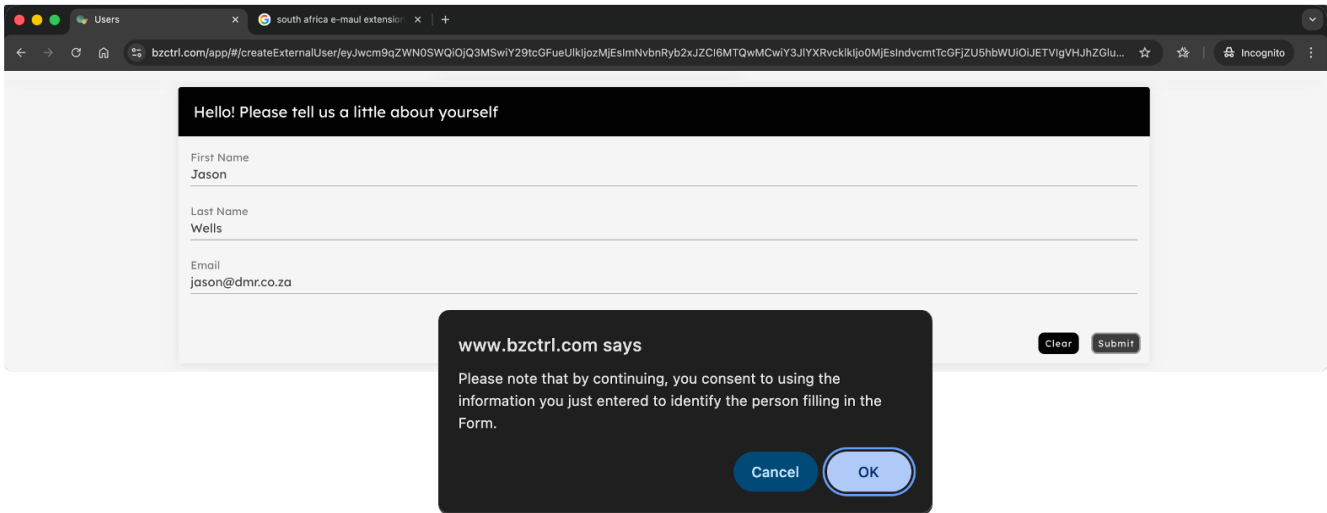 Users
south africa e-maul extension
bzctrl.com/app/#/createExternalUser/eyJwcm9qZWN0SWQiOjQ3MSwiY29tcGFueUlkIjozMjEsImNvbnRyb2xJZCI6MTQwMCwiY3JlYXRvcklkIjo0MjEsIndvcmtTcGFjZU5hbWUiOiJETVIgVHJhZGlu...
Incognito
Hello! Please tell us a little about yourself
First Name
Jason
Last Name
Wells
Email
jason@dmr.co.za
Clear
Submit
www.bzctrl.com says
Please note that by continuing, you consent to using the
information you just entered to identify the person filling in the
Form.
Cancel
OK